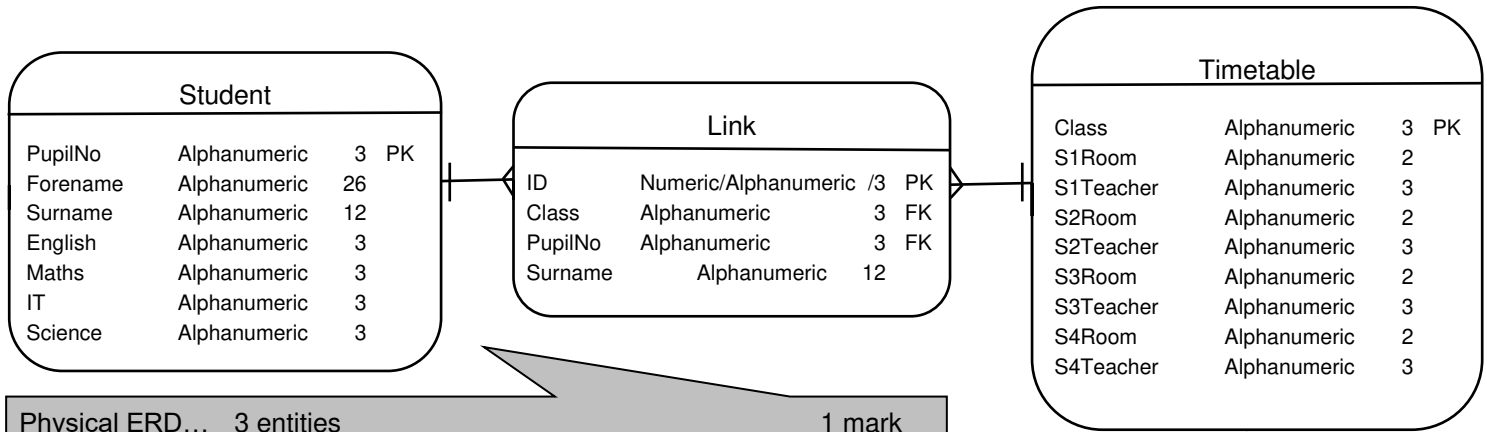 Student
PupilNo Alphanumeric 3 PK
Forename Alphanumeric 26
Surname Alphanumeric 12
English Alphanumeric 3
Maths Alphanumeric 3
IT Alphanumeric 3
Science Alphanumeric 3
Link
ID Numeric/Alphanumeric /3 PK
Class Alphanumeric 3 FK
PupilNo Alphanumeric 3 FK
Surname Alphanumeric 12
Timetable
Class Alphanumeric 3 PK
S1Room Alphanumeric 2
S1Teacher Alphanumeric 3
S2Room Alphanumeric 2
S2Teacher Alphanumeric 3
S3Room Alphanumeric 2
S3Teacher Alphanumeric 3
S4Room Alphanumeric 2
S4Teacher Alphanumeric 3
Physical ERD… 3 entities 1 mark